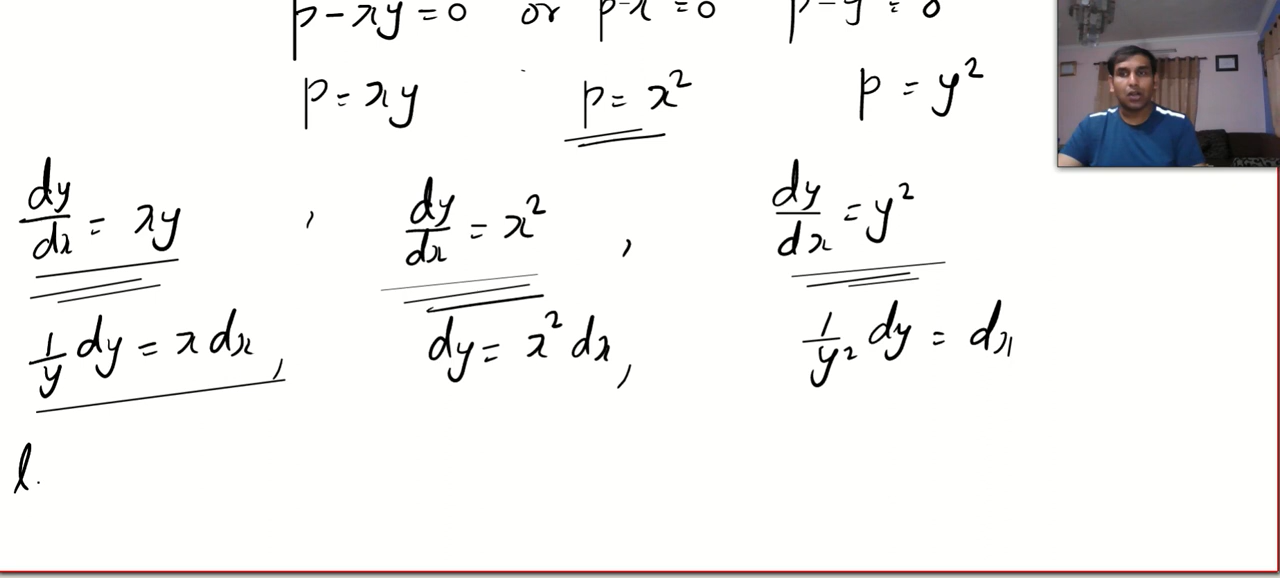 p - xy = 0 or p - x = 0 p - y = 0
p = xy p = x² p = y²
dy/dx = xy , dy/dx = x² , dy/dx = y²
1/y dy = x dx , dy = x² dx , 1/y² dy = dx
l.